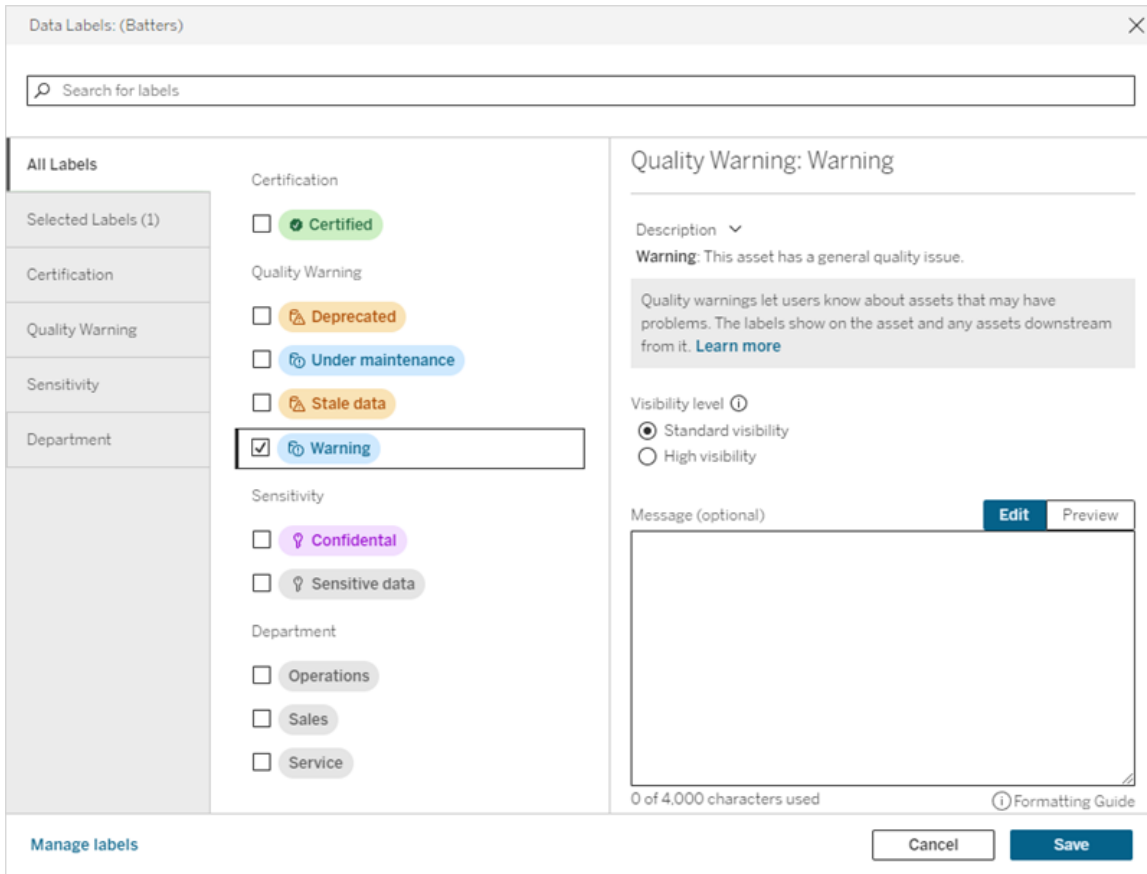 Data Labels: (Batters)
Search for labels
All Labels
Selected Labels (1)
Certification
Quality Warning
Sensitivity
Department
Certification
Certified
Quality Warning
Deprecated
Under maintenance
Stale data
Warning
Sensitivity
Confidental
Sensitive data
Department
Operations
Sales
Service
Quality Warning: Warning
Description
Warning: This asset has a general quality issue.
Quality warnings let users know about assets that may have
problems. The labels show on the asset and any assets downstream
from it. Learn more
Visibility level
Standard visibility
High visibility
Message (optional)
Edit
Preview
0 of 4,000 characters used
Formatting Guide
Manage labels
Cancel
Save